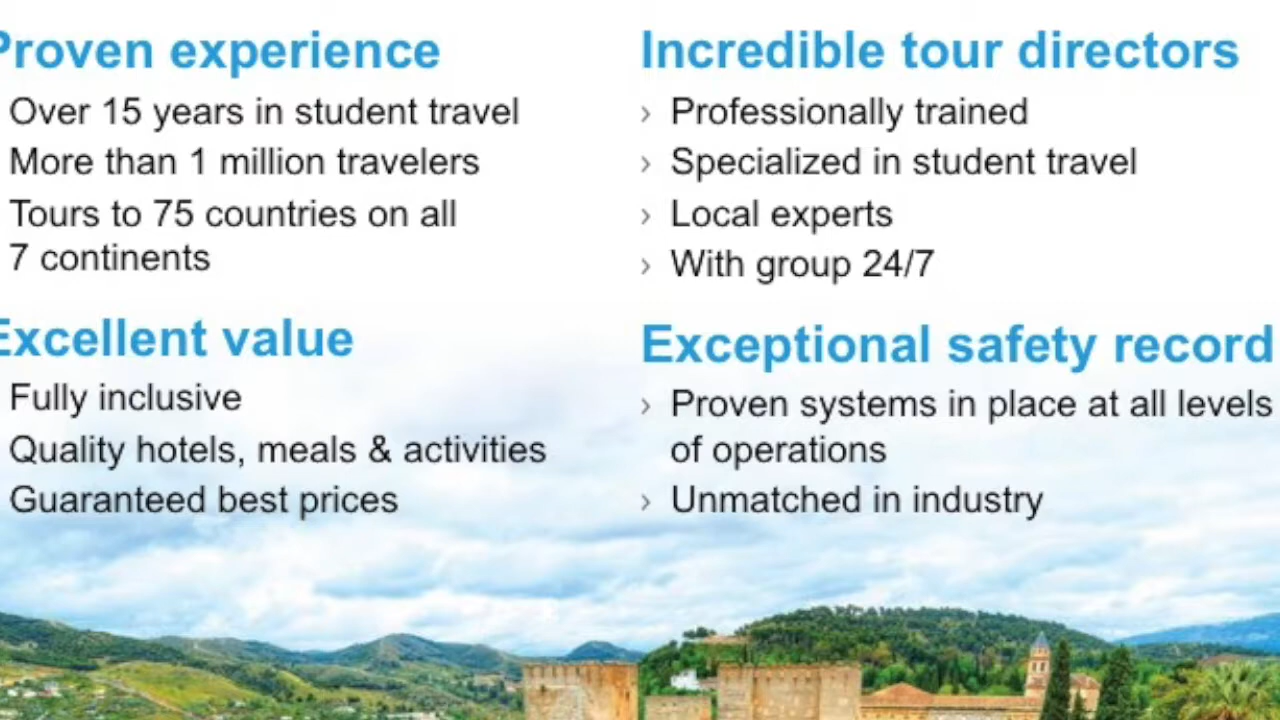 Proven experience
Over 15 years in student travel
More than 1 million travelers
Tours to 75 countries on all
7 continents
Excellent value
Fully inclusive
Quality hotels, meals & activities
Guaranteed best prices
Incredible tour directors
› Professionally trained
› Specialized in student travel
› Local experts
› With group 24/7
Exceptional safety record
› Proven systems in place at all levels
of operations
› Unmatched in industry